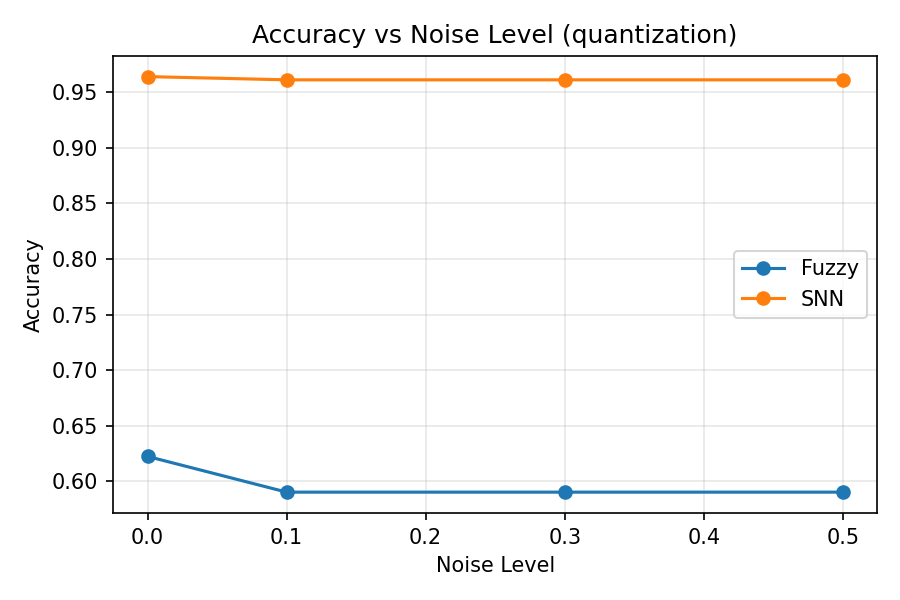 Accuracy vs Noise Level (quantization)
Accuracy
0.95
0.90
0.85
0.80
0.75
0.70
0.65
0.60
Fuzzy
SNN
0.0 0.1 0.2 0.3 0.4 0.5
Noise Level